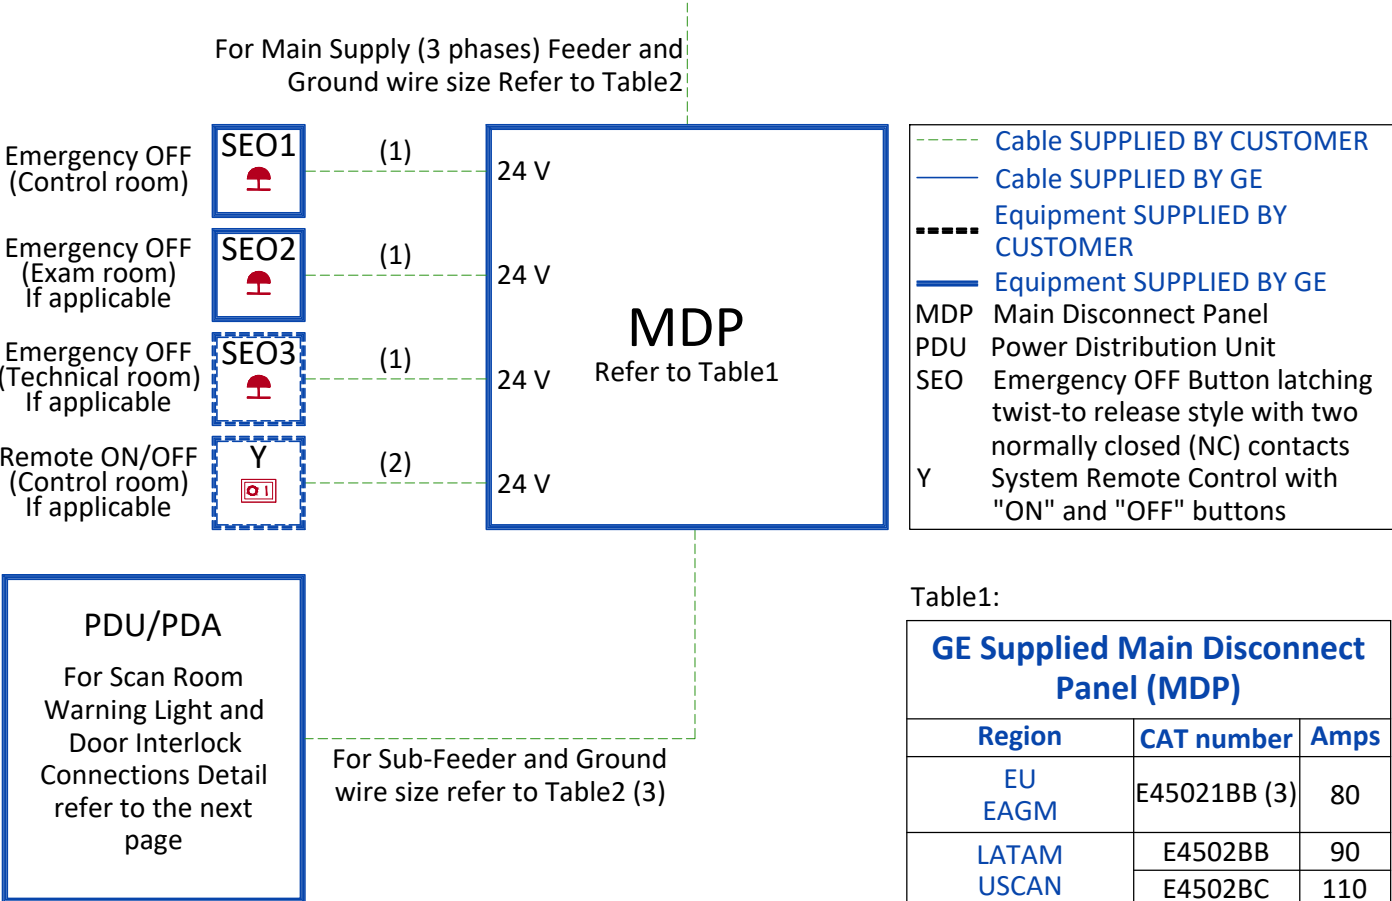 For Main Supply (3 phases) Feeder and
Ground wire size Refer to Table2
Emergency OFF
(Control room)
SEO1
(1)
24 V
Emergency OFF
(Exam room)
If applicable
SEO2
(1)
24 V
Emergency OFF
(Technical room)
If applicable
SEO3
(1)
24 V
Remote ON/OFF
(Control room)
If applicable
Y
(2)
24 V
MDP
Refer to Table1
Cable SUPPLIED BY CUSTOMER
Cable SUPPLIED BY GE
Equipment SUPPLIED BY
CUSTOMER
Equipment SUPPLIED BY GE
MDP Main Disconnect Panel
PDU Power Distribution Unit
SEO Emergency OFF Button latching
twist-to release style with two
normally closed (NC) contacts
Y System Remote Control with
"ON" and "OFF" buttons
PDU/PDA
For Scan Room
Warning Light and
Door Interlock
Connections Detail
refer to the next
page
For Sub-Feeder and Ground
wire size refer to Table2 (3)
Table1:
GE Supplied Main Disconnect
Panel (MDP)
Region CAT number Amps
EU
EAGM
E45021BB (3) 80
LATAM
USCAN
E4502BB 90
E4502BC 110